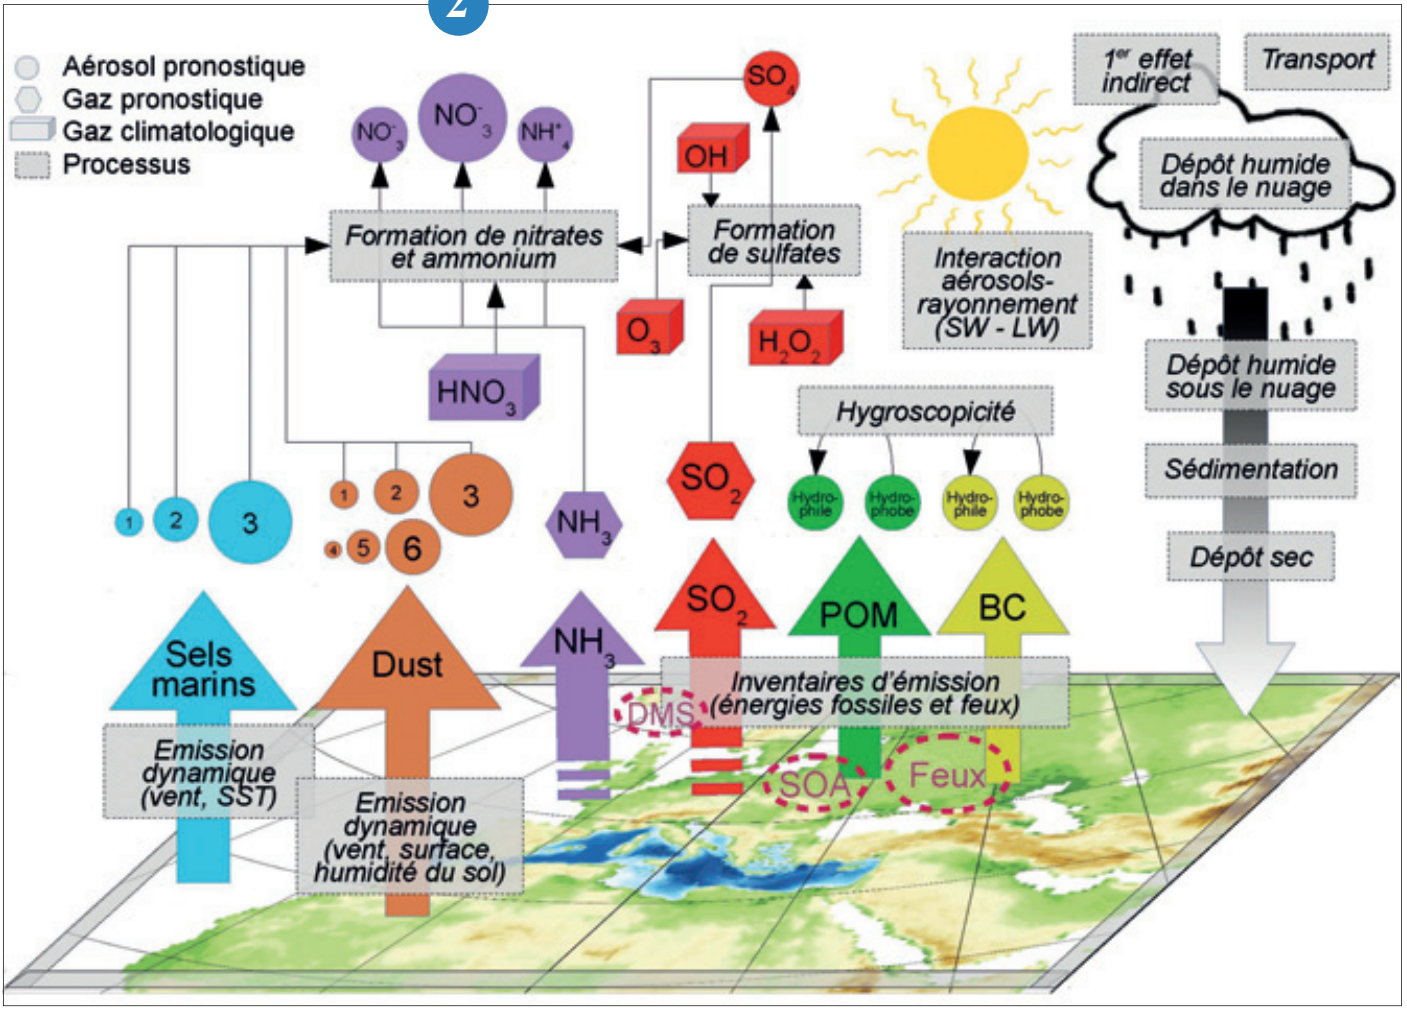 2
Aérosol pronostique
Gaz pronostique
Gaz climatologique
Processus
NO-3
NO-3
NH+4
SO4
OH
Formation de nitrates
et ammonium
Formation
de sulfates
O3
H2O2
HNO3
1er effet
indirect
Transport
Dépôt humide
dans le nuage
Interaction
aérosols-
rayonnement
(SW - LW)
Dépôt humide
sous le nuage
Sédimentation
Dépôt sec
Hygroscopicité
Hydro-
phile
Hydro-
phobe
Hydro-
phile
Hydro-
phobe
1
2
3
1
2
3
4
5
6
NH3
SO2
Sels
marins
Dust
NH3
SO2
POM
BC
Inventaires d'émission
(énergies fossiles et feux)
DMS
SOA
Feux
Emission
dynamique
(vent, SST)
Emission
dynamique
(vent, surface,
humidité du sol)